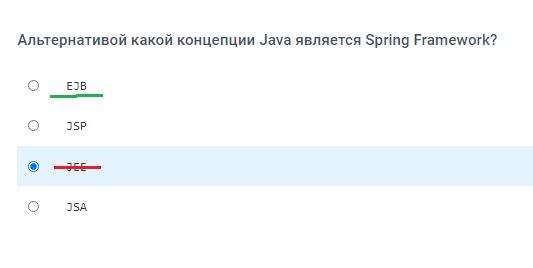 Альтернативой какой концепции Java является Spring Framework?
EJB
JSP
JEE
JSA